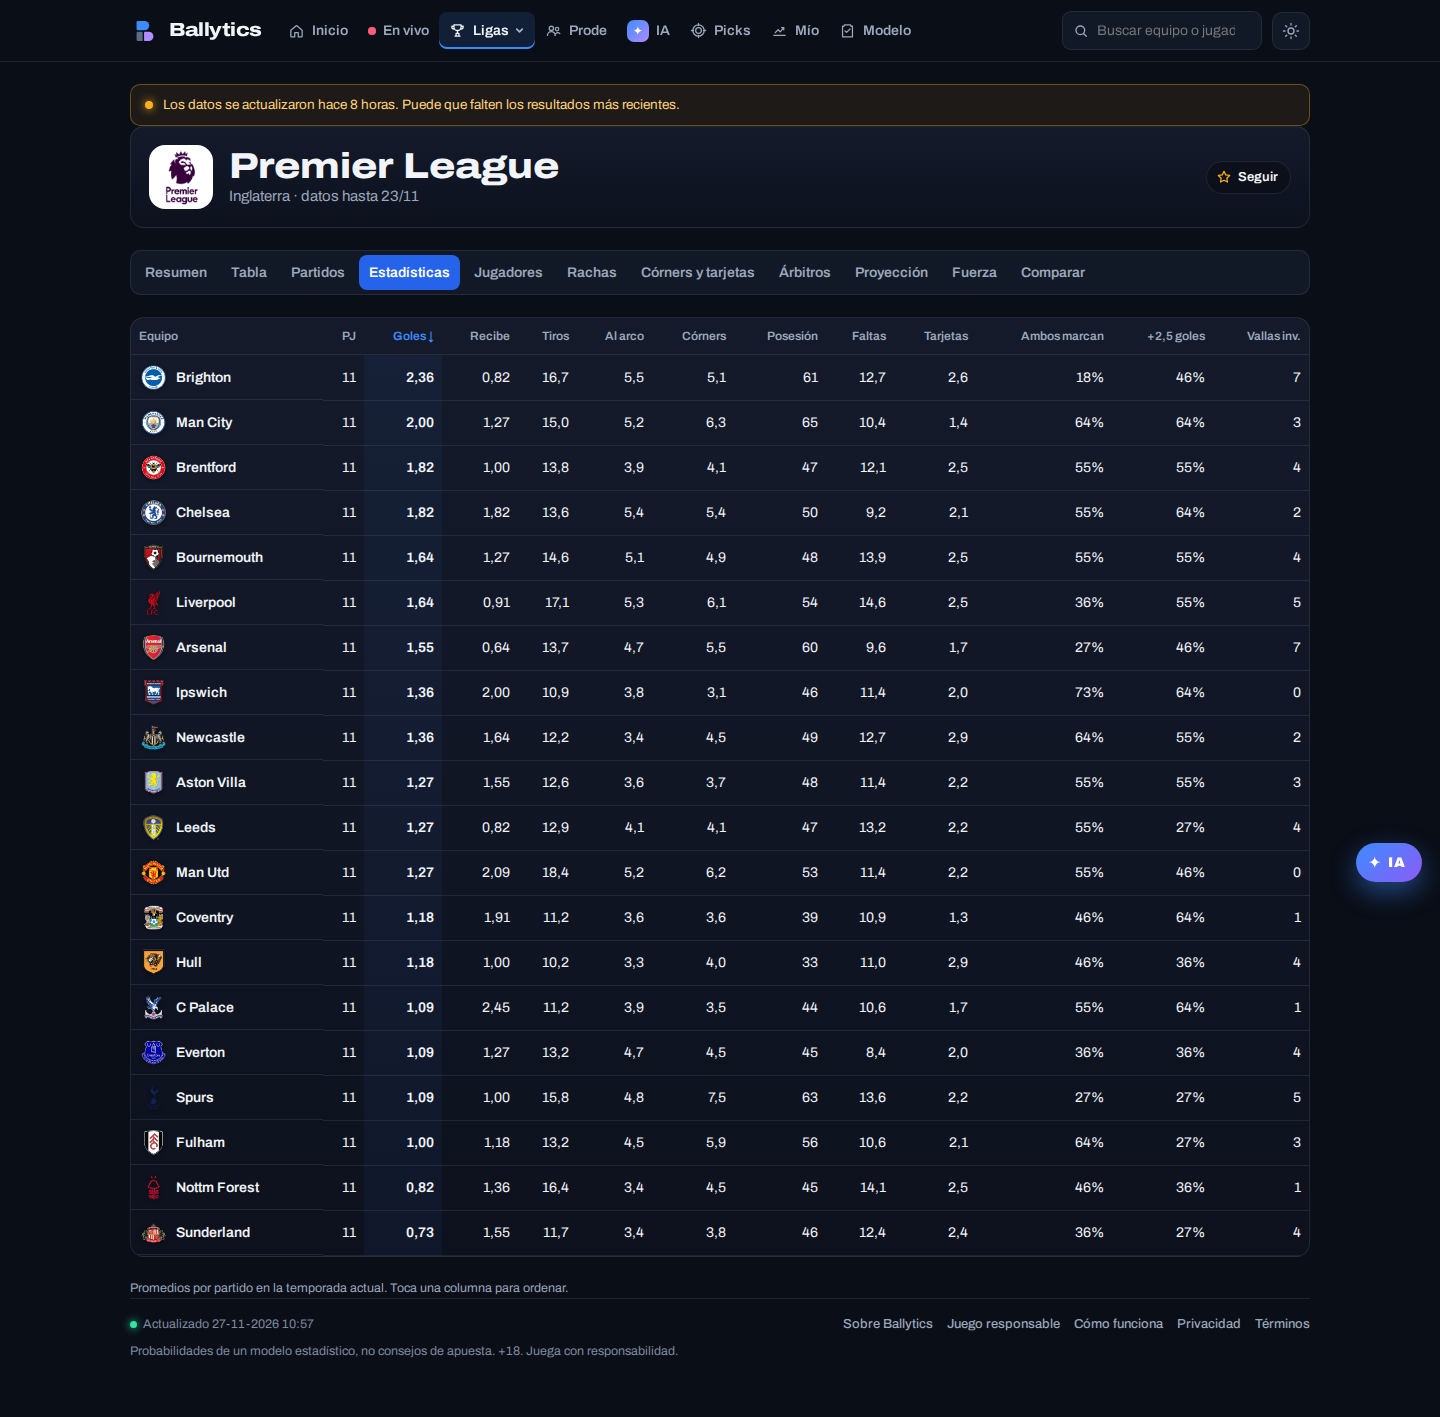 Ballytics Inicio En vivo Ligas Prode IA Picks Mío Modelo Buscar equipo o jugad
Los datos se actualizaron hace 8 horas. Puede que falten los resultados más recientes.
Premier League
Premier League
Inglaterra · datos hasta 23/11
Seguir
Resumen Tabla Partidos Estadísticas Jugadores Rachas Córners y tarjetas Árbitros Proyección Fuerza Comparar
Equipo PJ Goles↓ Recibe Tiros Al arco Córners Posesión Faltas Tarjetas Ambos marcan +2,5 goles Vallas inv.
Brighton 11 2,36 0,82 16,7 5,5 5,1 61 12,7 2,6 18% 46% 7
Man City 11 2,00 1,27 15,0 5,2 6,3 65 10,4 1,4 64% 64% 3
Brentford 11 1,82 1,00 13,8 3,9 4,1 47 12,1 2,5 55% 55% 4
Chelsea 11 1,82 1,82 13,6 5,4 5,4 50 9,2 2,1 55% 64% 2
Bournemouth 11 1,64 1,27 14,6 5,1 4,9 48 13,9 2,5 55% 55% 4
Liverpool 11 1,64 0,91 17,1 5,3 6,1 54 14,6 2,5 36% 55% 5
Arsenal 11 1,55 0,64 13,7 4,7 5,5 60 9,6 1,7 27% 46% 7
Ipswich 11 1,36 2,00 10,9 3,8 3,1 46 11,4 2,0 73% 64% 0
Newcastle 11 1,36 1,64 12,2 3,4 4,5 49 12,7 2,9 64% 55% 2
Aston Villa 11 1,27 1,55 12,6 3,6 3,7 48 11,4 2,2 55% 55% 3
Leeds 11 1,27 0,82 12,9 4,1 4,1 47 13,2 2,2 55% 27% 4
Man Utd 11 1,27 2,09 18,4 5,2 6,2 53 11,4 2,2 55% 46% 0
Coventry 11 1,18 1,91 11,2 3,6 3,6 39 10,9 1,3 46% 64% 1
Hull 11 1,18 1,00 10,2 3,3 4,0 33 11,0 2,9 46% 36% 4
C Palace 11 1,09 2,45 11,2 3,9 3,5 44 10,6 1,7 55% 64% 1
Everton 11 1,09 1,27 13,2 4,7 4,5 45 8,4 2,0 36% 36% 4
Spurs 11 1,09 1,00 15,8 4,8 7,5 63 13,6 2,2 27% 27% 5
Fulham 11 1,00 1,18 13,2 4,5 5,9 56 10,6 2,1 64% 27% 3
Nottm Forest 11 0,82 1,36 16,4 3,4 4,5 45 14,1 2,5 46% 36% 1
Sunderland 11 0,73 1,55 11,7 3,4 3,8 46 12,4 2,4 36% 27% 4
IA
Promedios por partido en la temporada actual. Toca una columna para ordenar.
Actualizado 27-11-2026 10:57 Sobre Ballytics Juego responsable Cómo funciona Privacidad Términos
Probabilidades de un modelo estadístico, no consejos de apuesta. +18. Juega con responsabilidad.